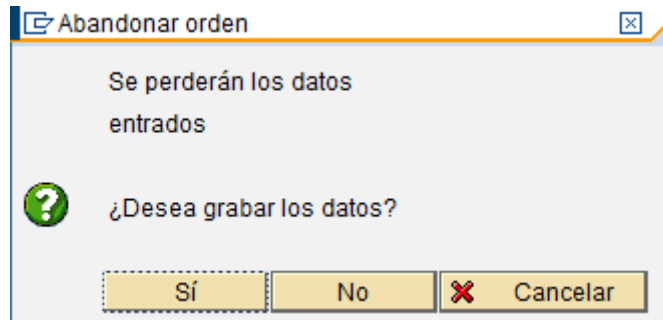 Abandonar orden
Se perderán los datos
entrados
¿Desea grabar los datos?
Sí
No
Cancelar